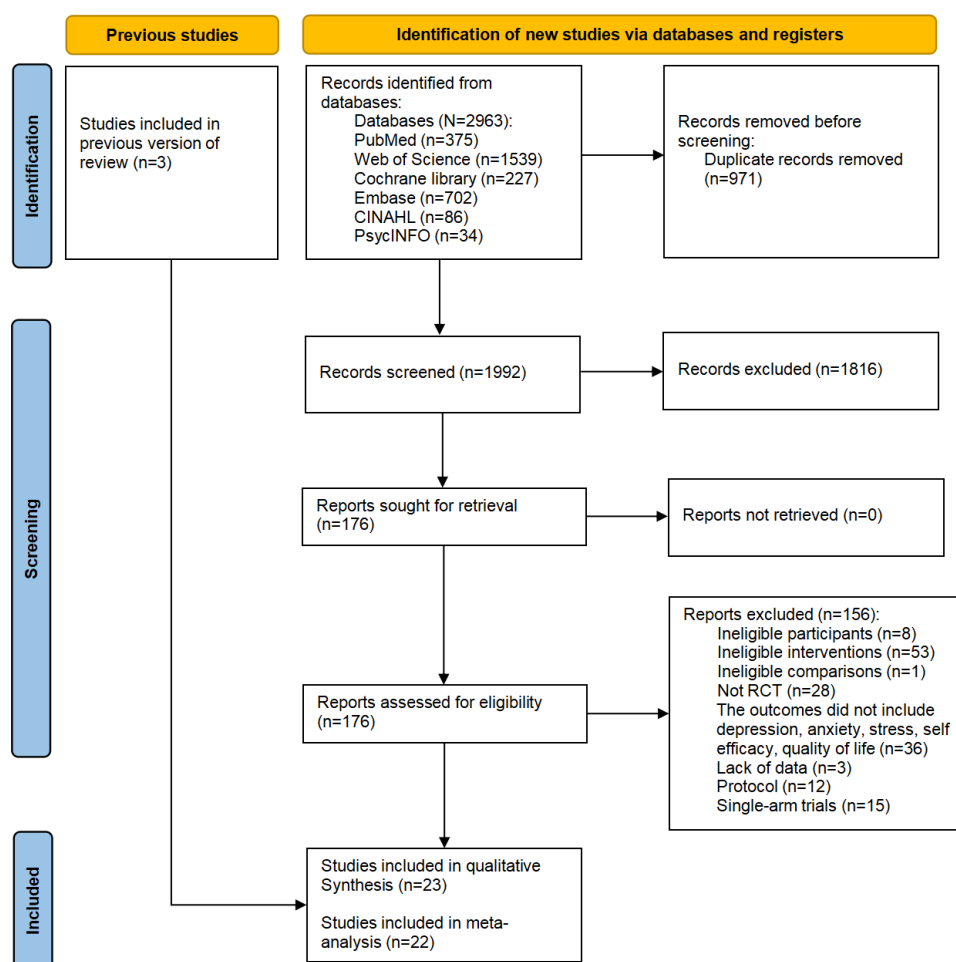 Previous studies
Identification of new studies via databases and registers
Identification
Studies included in
previous version of
review (n=3)
Records identified from
databases:
Databases (N=2963):
PubMed (n=375)
Web of Science (n=1539)
Cochrane library (n=227)
Embase (n=702)
CINAHL (n=86)
PsycINFO (n=34)
Records removed before
screening:
Duplicate records removed
(n=971)
Screening
Records screened (n=1992)
Records excluded (n=1816)
Reports sought for retrieval
(n=176)
Reports not retrieved (n=0)
Reports assessed for eligibility
(n=176)
Reports excluded (n=156):
Ineligible participants (n=8)
Ineligible interventions (n=53)
Ineligible comparisons (n=1)
Not RCT (n=28)
The outcomes did not include
depression, anxiety, stress, self
efficacy, quality of life (n=36)
Lack of data (n=3)
Protocol (n=12)
Single-arm trials (n=15)
Included
Studies included in qualitative
Synthesis (n=23)
Studies included in meta-
analysis (n=22)